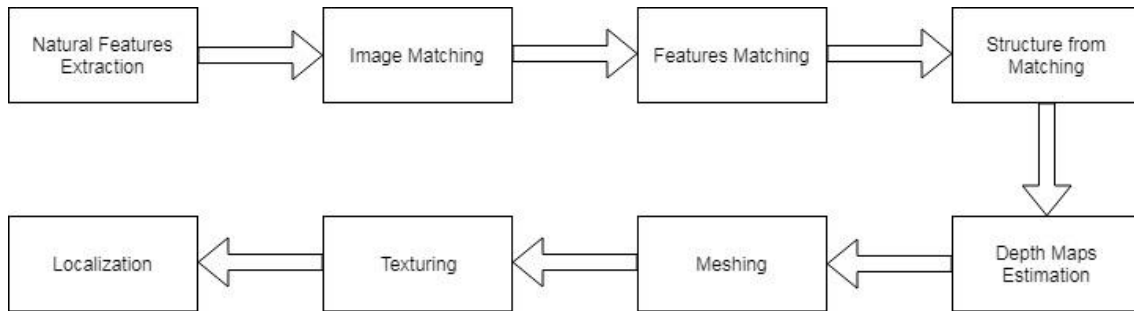 Natural Features
Extraction
Image Matching
Features Matching
Structure from
Matching
Depth Maps
Estimation
Meshing
Texturing
Localization